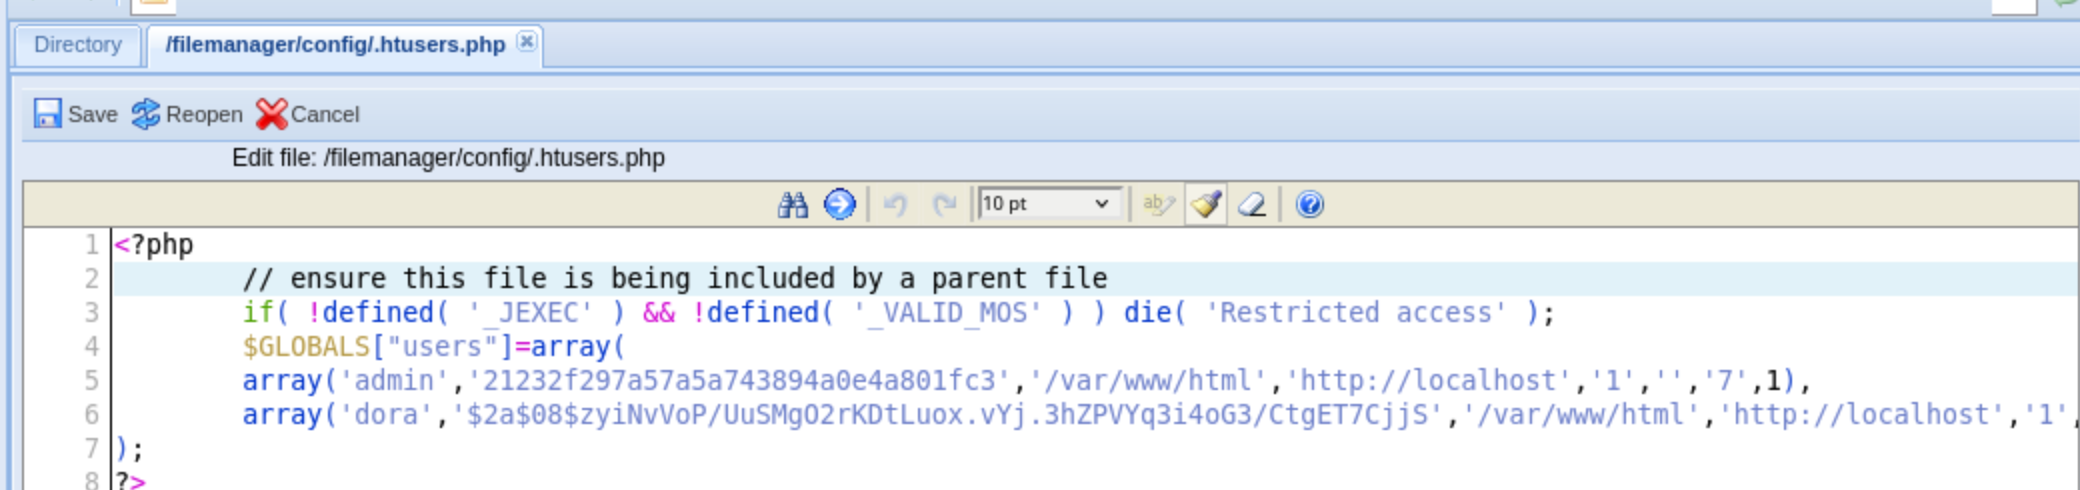 Directory /filemanager/config/.htusers.php
Save Reopen Cancel
Edit file: /filemanager/config/.htusers.php
10 pt
1 <?php
2 // ensure this file is being included by a parent file
3 if( !defined( '_JEXEC' ) && !defined( '_VALID_MOS' ) ) die( 'Restricted access' );
4 $GLOBALS["users"]=array(
5 array('admin','21232f297a57a5a743894a0e4a801fc3','/var/www/html','http://localhost','1','','7',1),
6 array('dora','$2a$08$zyiNvVoP/UuSMgO2rKDtLuox.vYj.3hZPVYq3i4oG3/CtgET7CjjS','/var/www/html','http://localhost','1',
7 );
8 ?>